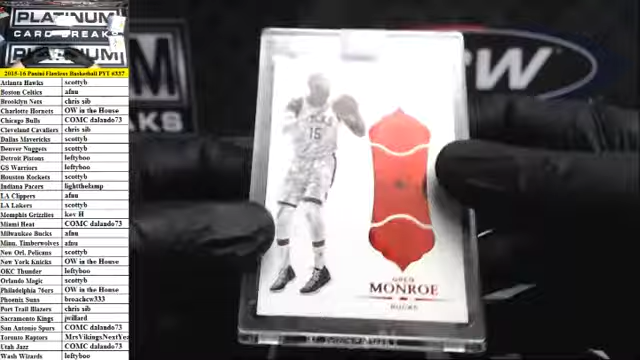 PLATINUM
CARD BREAKS
PLATINUM
2015-16 Panini Flawless Basketball PYT #337
Atlanta Hawks scottyb
Boston Celtics afnu
Brooklyn Nets chris sib
Charlotte Hornets OW in the House
Chicago Bulls COMC dalando73
Cleveland Cavaliers chris sib
Dallas Mavericks scottyb
Denver Nuggets scottyb
Detroit Pistons leftyboo
GS Warriors leftyboo
Houston Rockets scottyb
Indiana Pacers lightthelamp
LA Clippers afnu
LA Lakers scottyb
Memphis Grizzlies kev H
Miami Heat COMC dalando73
Milwaukee Bucks afnu
Minn. Timberwolves afnu
New Orl. Pelicans scottyb
New York Knicks OW in the House
OKC Thunder leftyboo
Orlando Magic scottyb
Philadelphia 76ers OW in the House
Phoenix Suns broachcw333
Port Trail Blazers chris sib
Sacramento Kings jwillard
San Antonio Spurs COMC dalando73
Toronto Raptors MrsVikingsNextYea
Utah Jazz COMC dalando73
Wash Wizards leftyboo
15
GREG
MONROE
BUCKS
CW
AKS